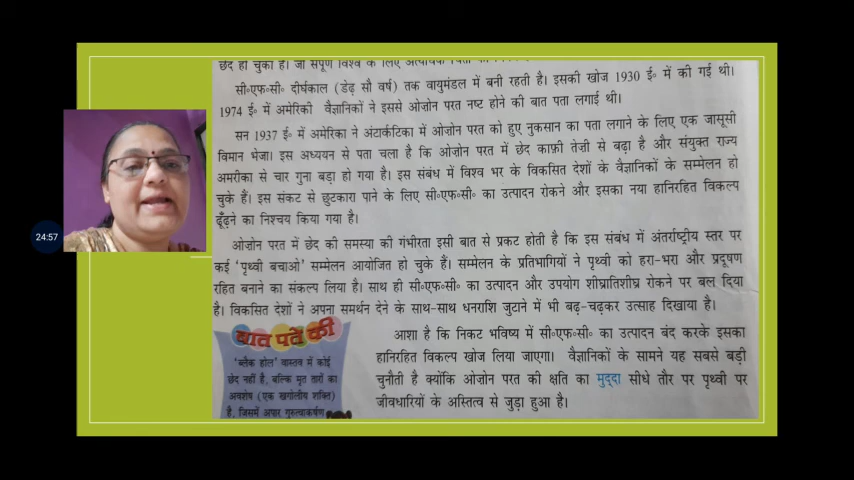 छेद हो चुका है। जो संपूर्ण विश्व के लिए अत्यधिक
सी॰एफ॰सी॰ दीर्घकाल (डेढ़ सौ वर्ष) तक वायुमंडल में बनी रहती है। इसकी खोज 1930 ई॰ में की गई थी।
1974 ई॰ में अमेरिकी वैज्ञानिकों ने इससे ओज़ोन परत नष्ट होने की बात पता लगाई थी।
सन 1937 ई॰ में अमेरिका ने अंटार्कटिका में ओज़ोन परत को हुए नुकसान का पता लगाने के लिए एक जासूसी
विमान भेजा। इस अध्ययन से पता चला है कि ओज़ोन परत में छेद काफ़ी तेज़ी से बढ़ा है और संयुक्त राज्य
अमरीका से चार गुना बड़ा हो गया है। इस संबंध में विश्व भर के विकसित देशों के वैज्ञानिकों के सम्मेलन हो
चुके हैं। इस संकट से छुटकारा पाने के लिए सी॰एफ॰सी॰ का उत्पादन रोकने और इसका नया हानिरहित विकल्प
ढूँढ़ने का निश्चय किया गया है।
ओज़ोन परत में छेद की समस्या की गंभीरता इसी बात से प्रकट होती है कि इस संबंध में अंतर्राष्ट्रीय स्तर पर
कई 'पृथ्वी बचाओ' सम्मेलन आयोजित हो चुके हैं। सम्मेलन के प्रतिभागियों ने पृथ्वी को हरा-भरा और प्रदूषण
रहित बनाने का संकल्प लिया है। साथ ही सी॰एफ॰सी॰ का उत्पादन और उपयोग शीघ्रातिशीघ्र रोकने पर बल दिया
है। विकसित देशों ने अपना समर्थन देने के साथ-साथ धनराशि जुटाने में भी बढ़-चढ़कर उत्साह दिखाया है।
आशा है कि निकट भविष्य में सी॰एफ॰सी॰ का उत्पादन बंद करके इसका
हानिरहित विकल्प खोज लिया जाएगा। वैज्ञानिकों के सामने यह सबसे बड़ी
चुनौती है क्योंकि ओज़ोन परत की क्षति का मुद्दा सीधे तौर पर पृथ्वी पर
जीवधारियों के अस्तित्व से जुड़ा हुआ है।
बात पते की
'ब्लैक होल' वास्तव में कोई
छेद नहीं है, बल्कि मृत तारों का
अवशेष (एक खगोलीय शक्ति)
है, जिसमें अपार गुरुत्वाकर्षण
24:57